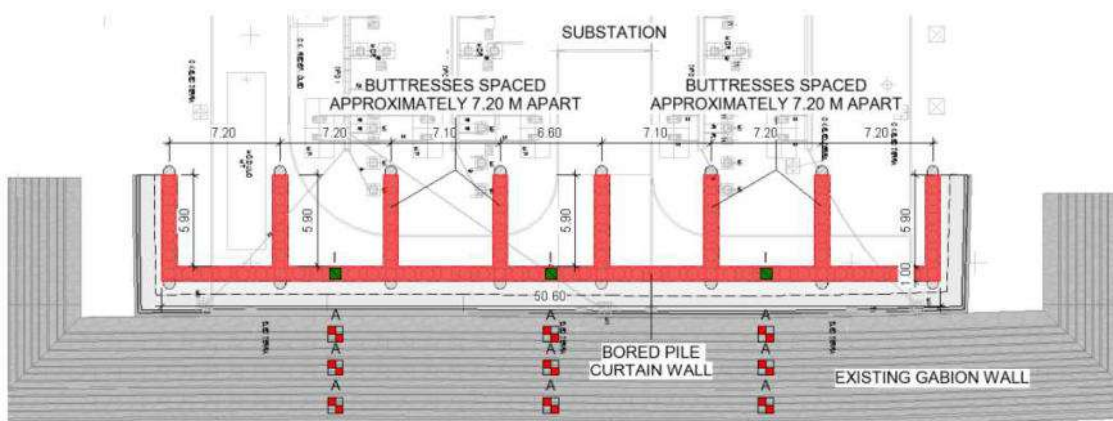 SUBSTATION
BUTTRESSES SPACED
APPROXIMATELY 7.20 M APART
BUTTRESSES SPACED
APPROXIMATELY 7.20 M APART
7.20
7.20
7.10
6.60
7.10
7.20
7.20
5.90
5.90
5.90
5.90
1.00
I
I
I
50.60
A
A
A
A
A
A
A
A
A
BORED PILE
CURTAIN WALL
EXISTING GABION WALL